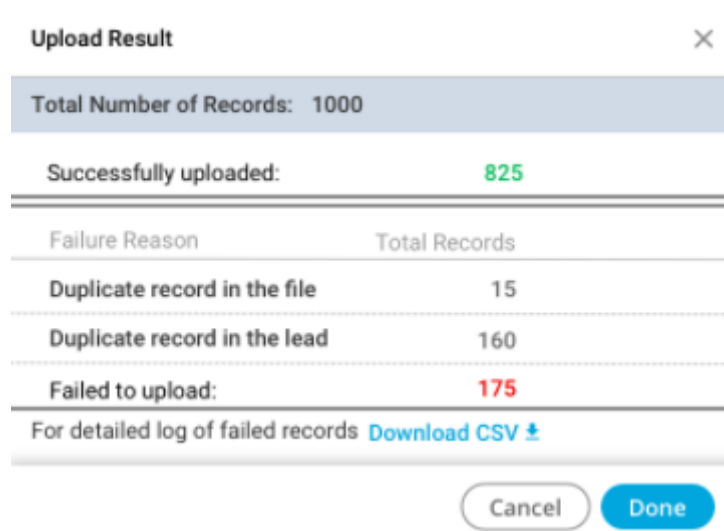 Upload Result
Total Number of Records: 1000
Successfully uploaded: 825
Failure Reason Total Records
Duplicate record in the file 15
Duplicate record in the lead 160
Failed to upload: 175
For detailed log of failed records Download CSV
Cancel Done